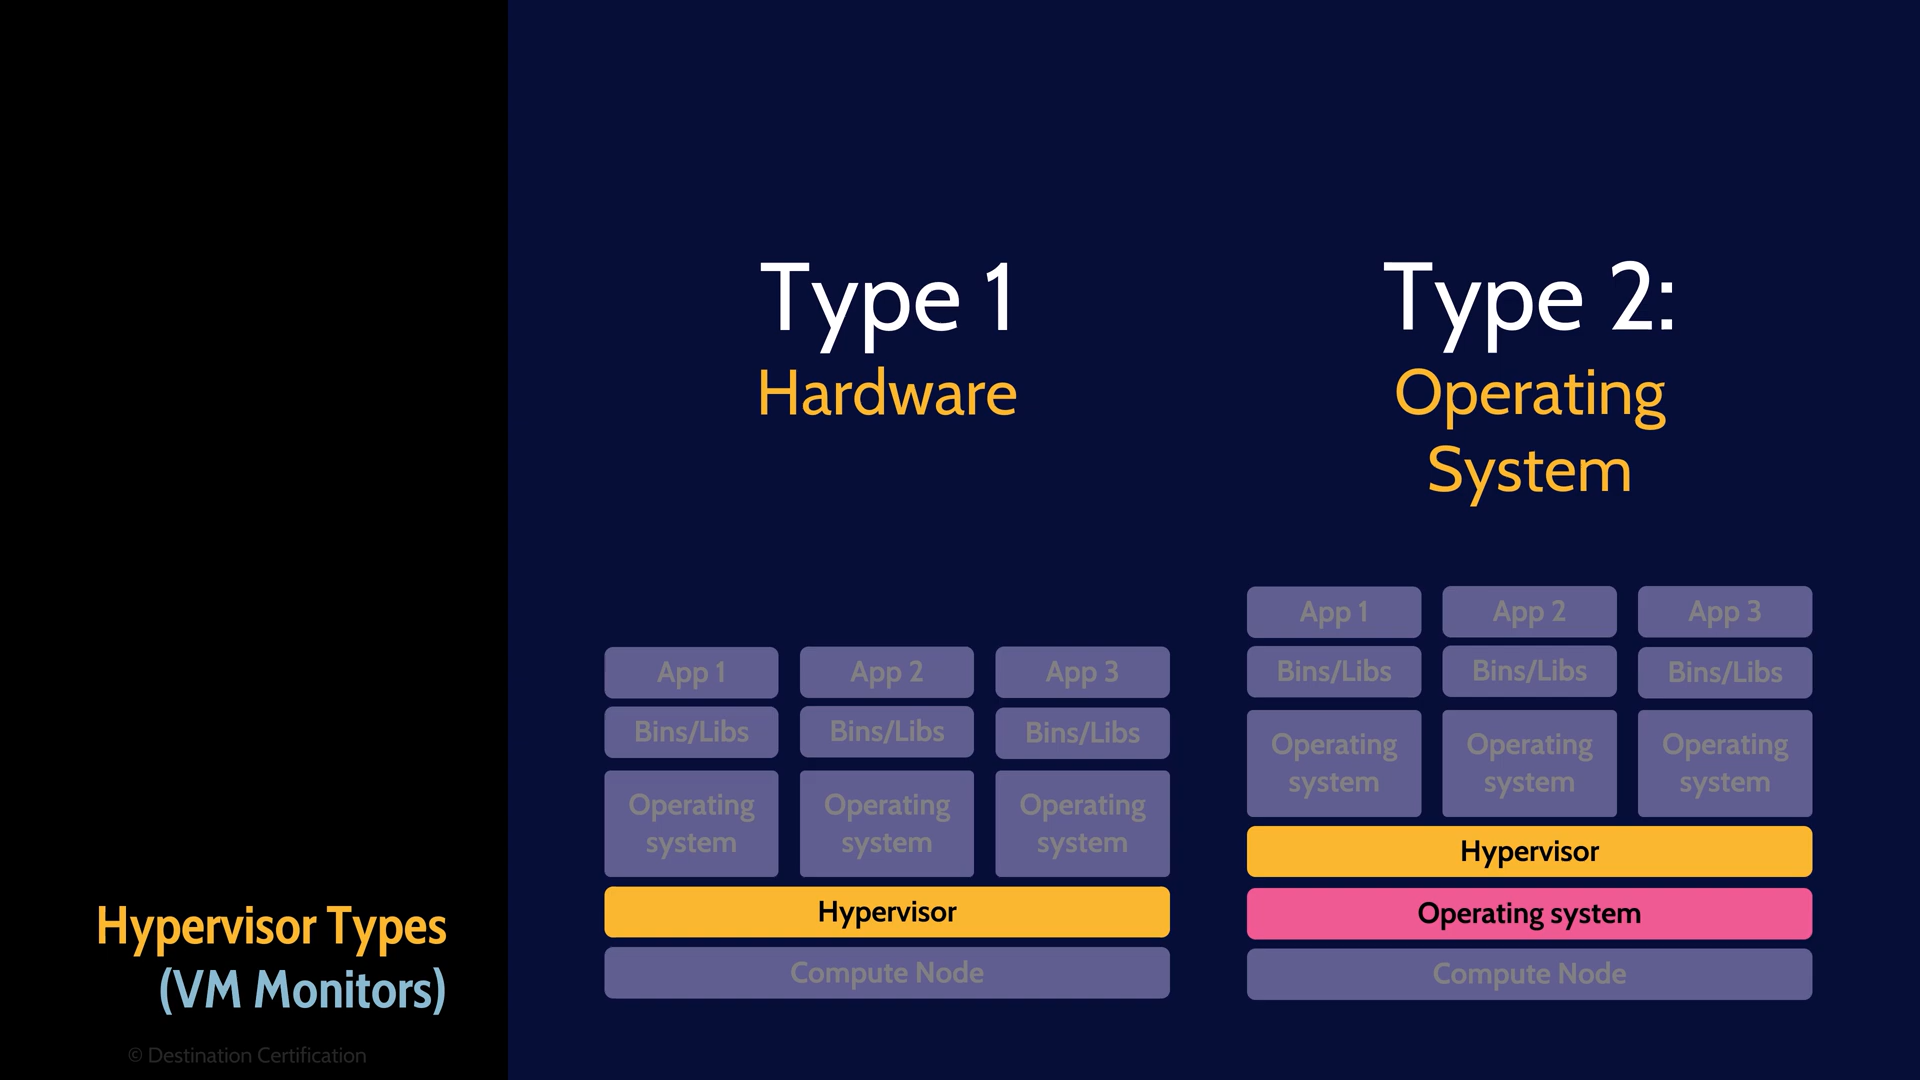 Type 1
Hardware
App 1 App 2 App 3
Bins/Libs Bins/Libs Bins/Libs
Operating system Operating system Operating system
Hypervisor
Compute Node
Type 2:
Operating
System
App 1 App 2 App 3
Bins/Libs Bins/Libs Bins/Libs
Operating system Operating system Operating system
Hypervisor
Operating system
Compute Node
Hypervisor Types
(VM Monitors)
© Destination Certification